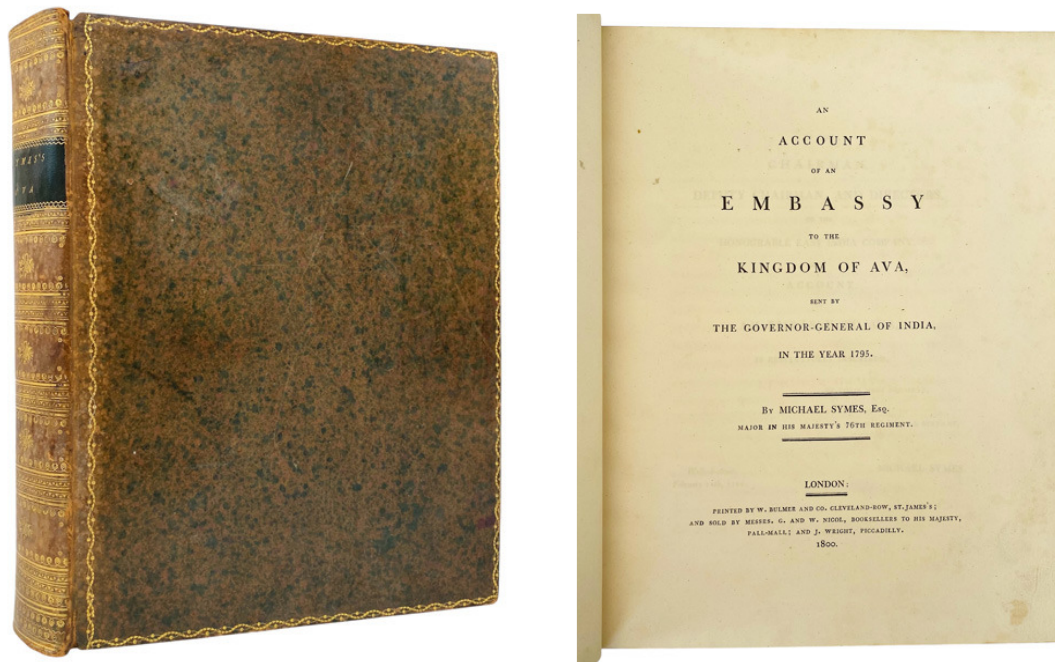 YMES'S
AVA
AN
ACCOUNT
OF AN
EMBASSY
TO THE
KINGDOM OF AVA,
SENT BY
THE GOVERNOR-GENERAL OF INDIA,
IN THE YEAR 1795.
By MICHAEL SYMES, Esq.
MAJOR IN HIS MAJESTY'S 76TH REGIMENT.
LONDON:
PRINTED BY W. BULMER AND CO. CLEVELAND-ROW, ST. JAMES'S;
AND SOLD BY MESSRS. G. AND W. NICOL, BOOKSELLERS TO HIS MAJESTY,
PALL-MALL; AND J. WRIGHT, PICCADILLY.
1800.